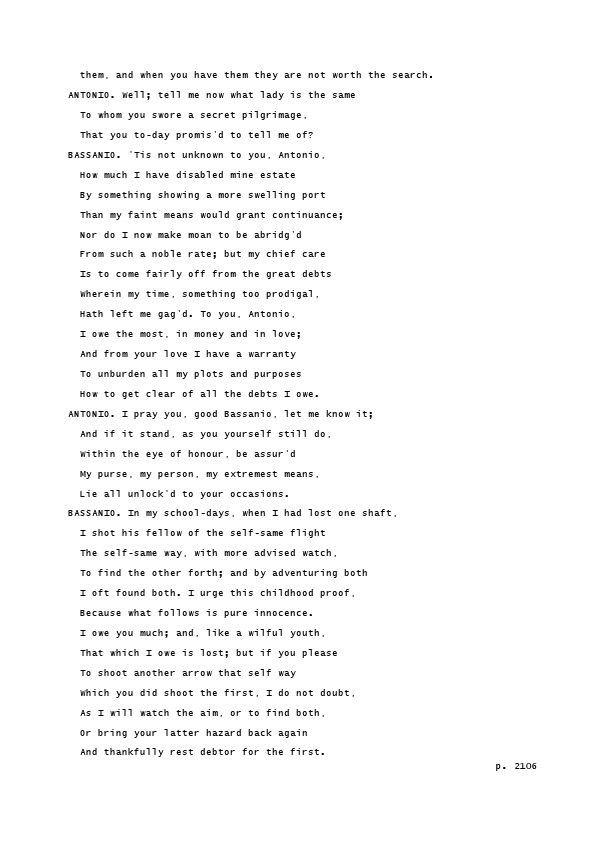 them, and when you have them they are not worth the search.
ANTONIO. Well; tell me now what lady is the same
To whom you swore a secret pilgrimage,
That you to-day promis'd to tell me of?
BASSANIO. 'Tis not unknown to you, Antonio,
How much I have disabled mine estate
By something showing a more swelling port
Than my faint means would grant continuance;
Nor do I now make moan to be abridg'd
From such a noble rate; but my chief care
Is to come fairly off from the great debts
Wherein my time, something too prodigal,
Hath left me gag'd. To you, Antonio,
I owe the most, in money and in love;
And from your love I have a warranty
To unburden all my plots and purposes
How to get clear of all the debts I owe.
ANTONIO. I pray you, good Bassanio, let me know it;
And if it stand, as you yourself still do,
Within the eye of honour, be assur'd
My purse, my person, my extremest means,
Lie all unlock'd to your occasions.
BASSANIO. In my school-days, when I had lost one shaft,
I shot his fellow of the self-same flight
The self-same way, with more advised watch,
To find the other forth; and by adventuring both
I oft found both. I urge this childhood proof,
Because what follows is pure innocence.
I owe you much; and, like a wilful youth,
That which I owe is lost; but if you please
To shoot another arrow that self way
Which you did shoot the first, I do not doubt,
As I will watch the aim, or to find both,
Or bring your latter hazard back again
And thankfully rest debtor for the first.
p. 2106